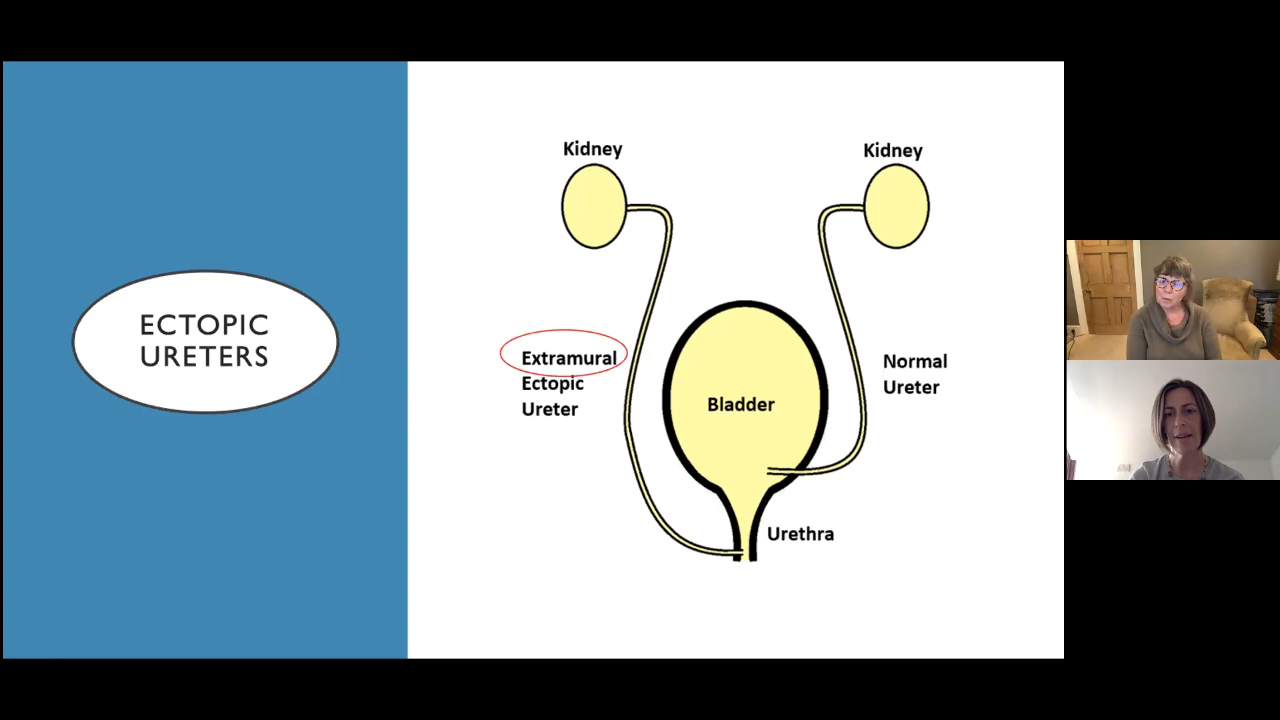 ECTOPIC
URETERS
Kidney
Kidney
Extramural
Ectopic
Ureter
Bladder
Normal
Ureter
Urethra